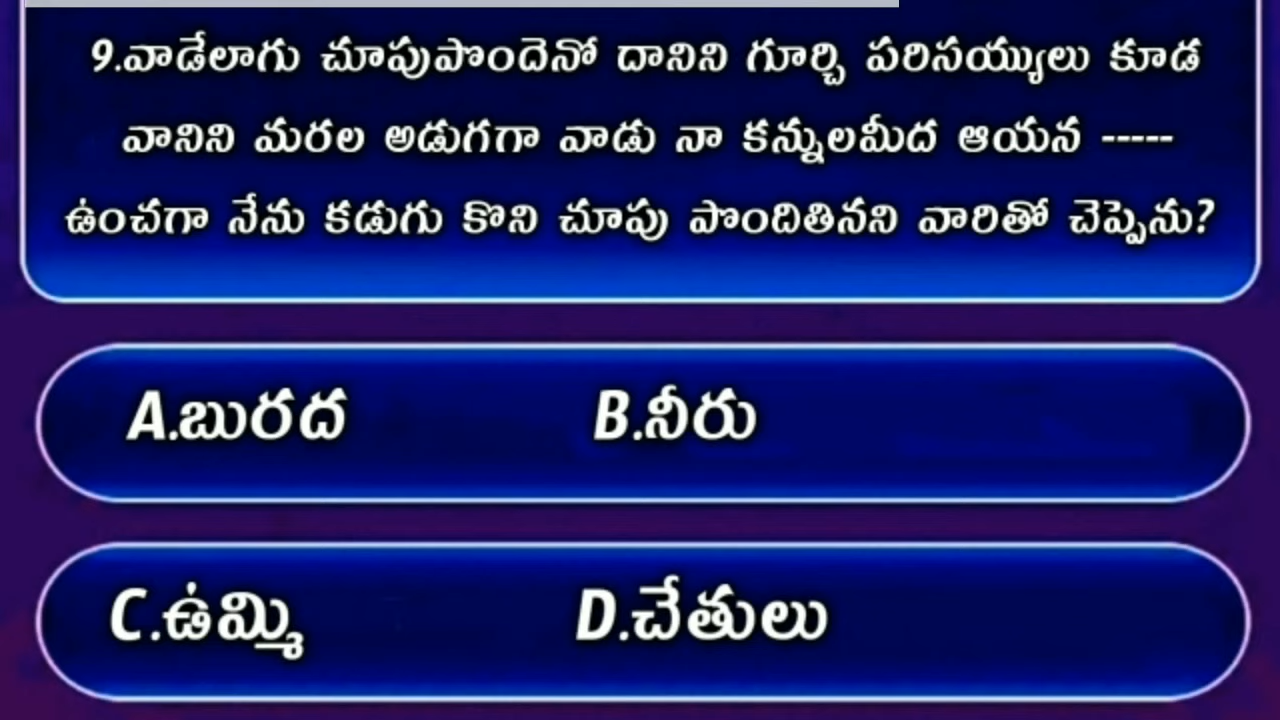 9.వాడేలాగు చూపుపొందెనో దానిని గూర్చి పరిసయ్యులు కూడ
వానిని మరల అడుగగా వాడు నా కన్నులమీద ఆయన -----
ఉంచగా నేను కడుగు కొని చూపు పొందితినని వారితో చెప్పెను?
A.బురద B.నీరు
C.ఉమ్మి D.చేతులు